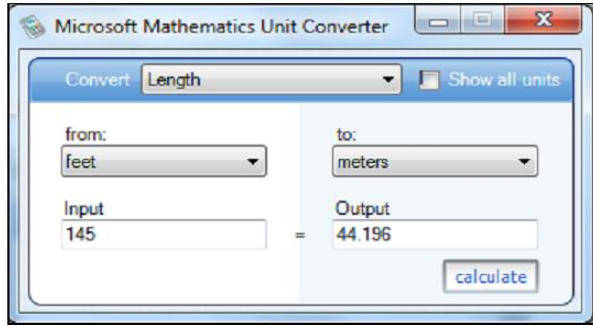 Microsoft Mathematics Unit Converter
Convert Length Show all units
from: to:
feet meters
Input Output
145 = 44.196
calculate